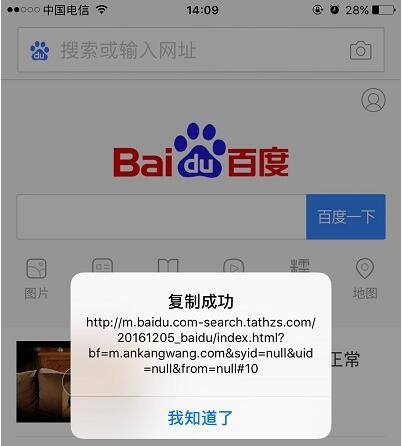 中国电信
14:09
28%
搜索或输入网址
Bai du 百度
百度一下
图片
糯
地图
复制成功
http://m.baidu.com-search.tathzs.com/
20161205_baidu/index.html?
bf=m.ankangwang.com&syid=null&uid
=null&from=null#10
正常
我知道了